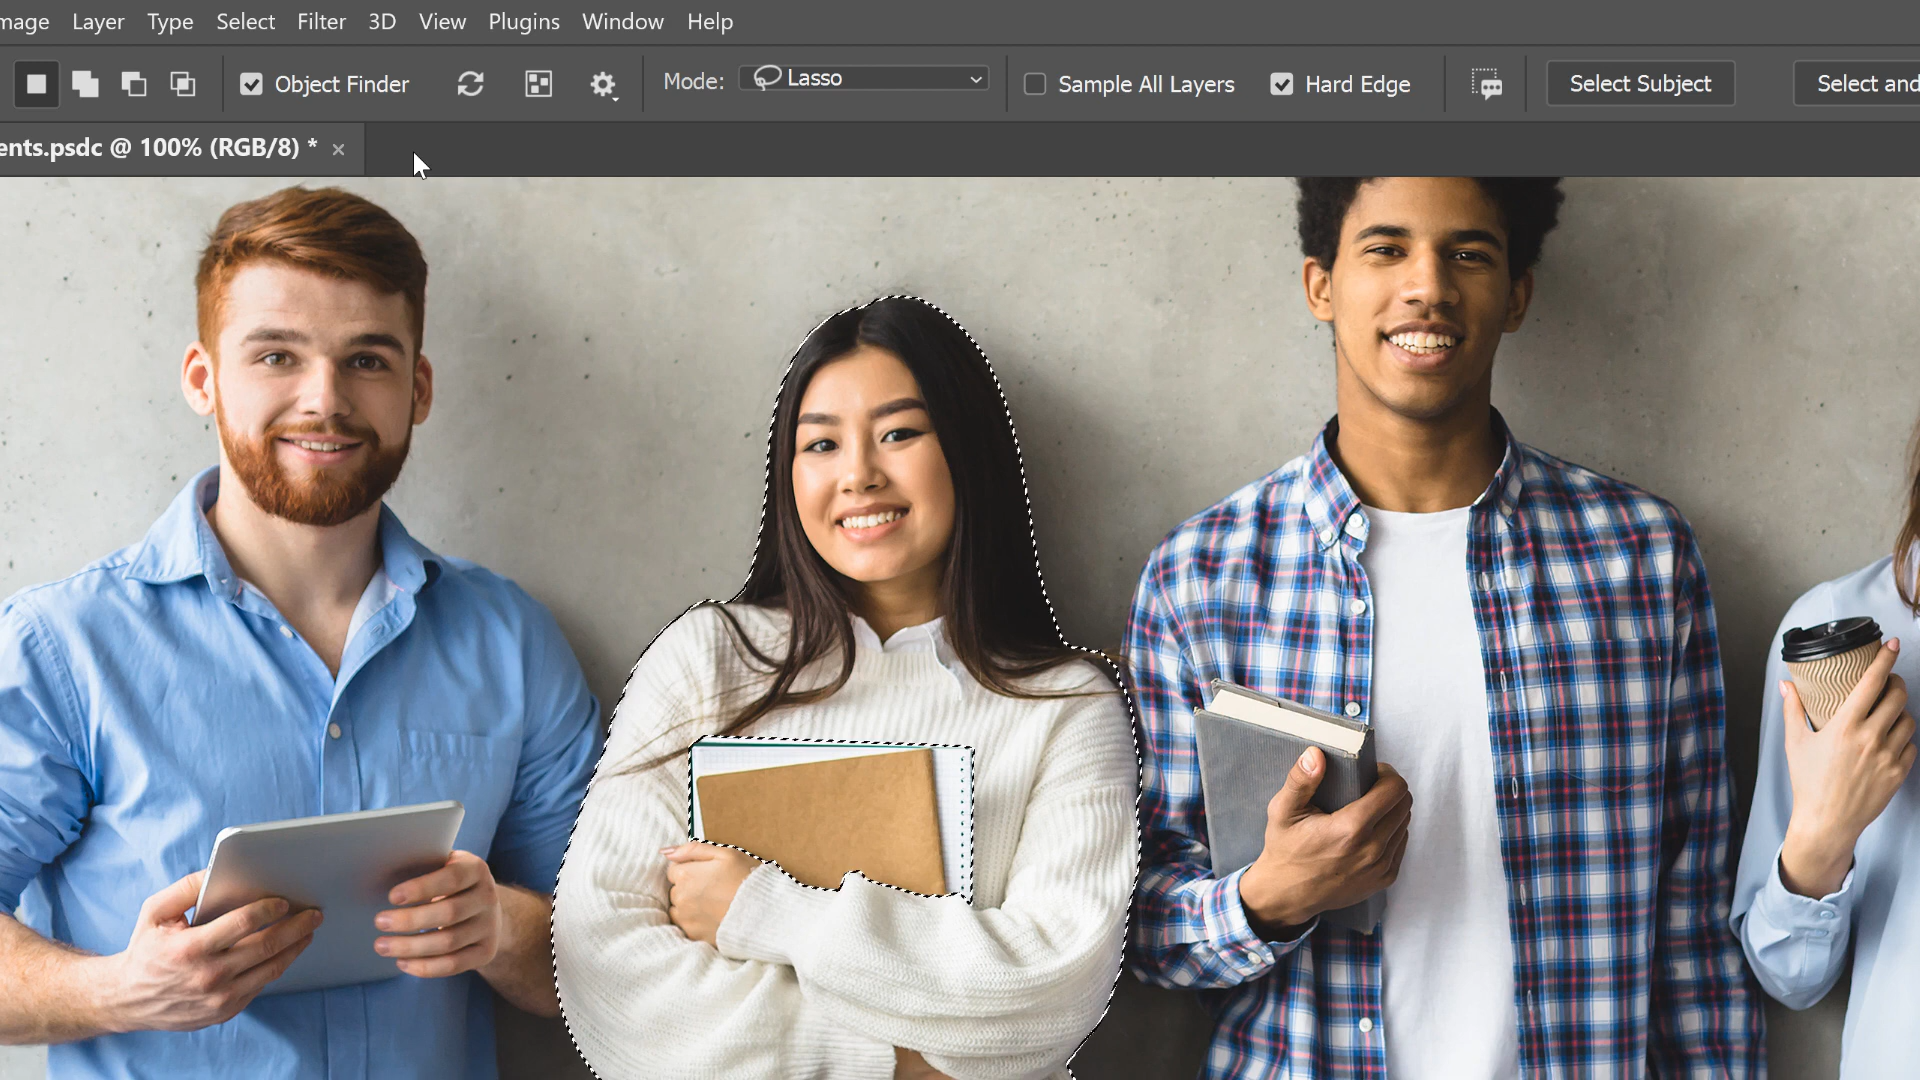 mage Layer Type Select Filter 3D View Plugins Window Help
Object Finder Mode: Lasso Sample All Layers Hard Edge Select Subject Select and
ents.psdc @ 100% (RGB/8) * ×